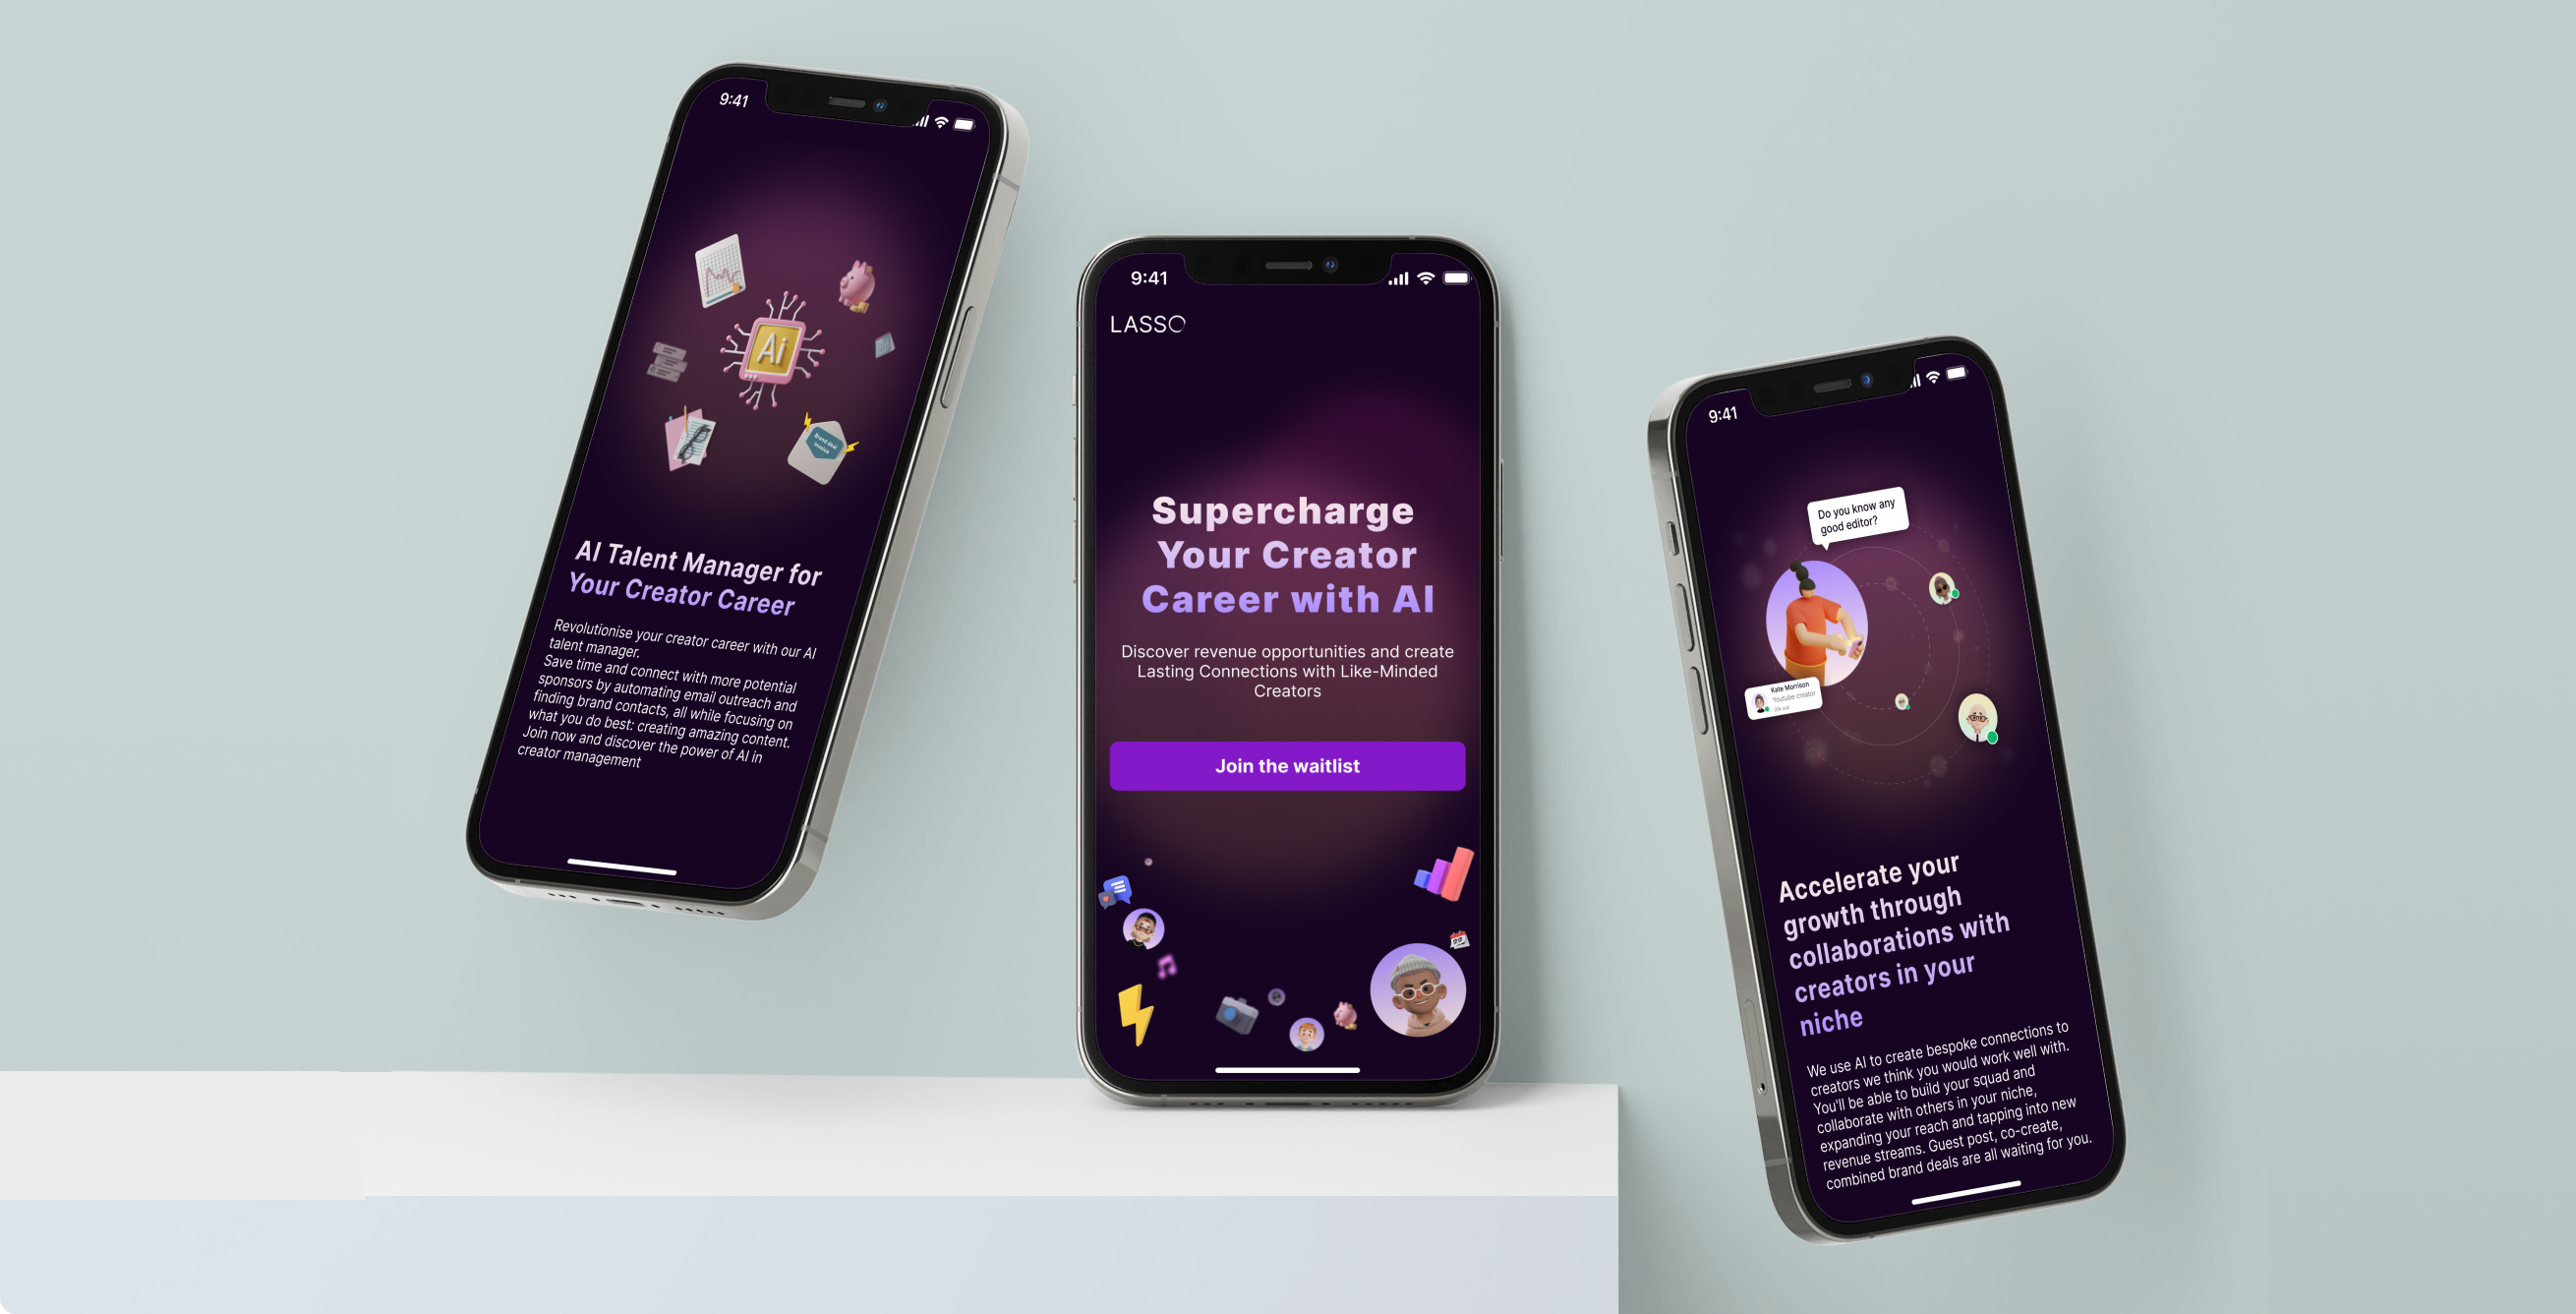 9:41
Ai
Brand deal
invoice
AI Talent Manager for
Your Creator Career
Revolutionise your creator career with our AI
talent manager.
Save time and connect with more potential
sponsors by automating email outreach and
finding brand contacts, all while focusing on
what you do best: creating amazing content.
Join now and discover the power of AI in
creator management
9:41
LASSO
Supercharge
Your Creator
Career with AI
Discover revenue opportunities and create
Lasting Connections with Like-Minded
Creators
Join the waitlist
9:41
Do you know any
good editor?
Kate Morrison
Youtube creator
Accelerate your
growth through
collaborations with
creators in your
niche
We use AI to create bespoke connections to
creators we think you would work well with.
You'll be able to build your squad and
collaborate with others in your niche,
expanding your reach and tapping into new
revenue streams. Guest post, co-create,
combined brand deals are all waiting for you.